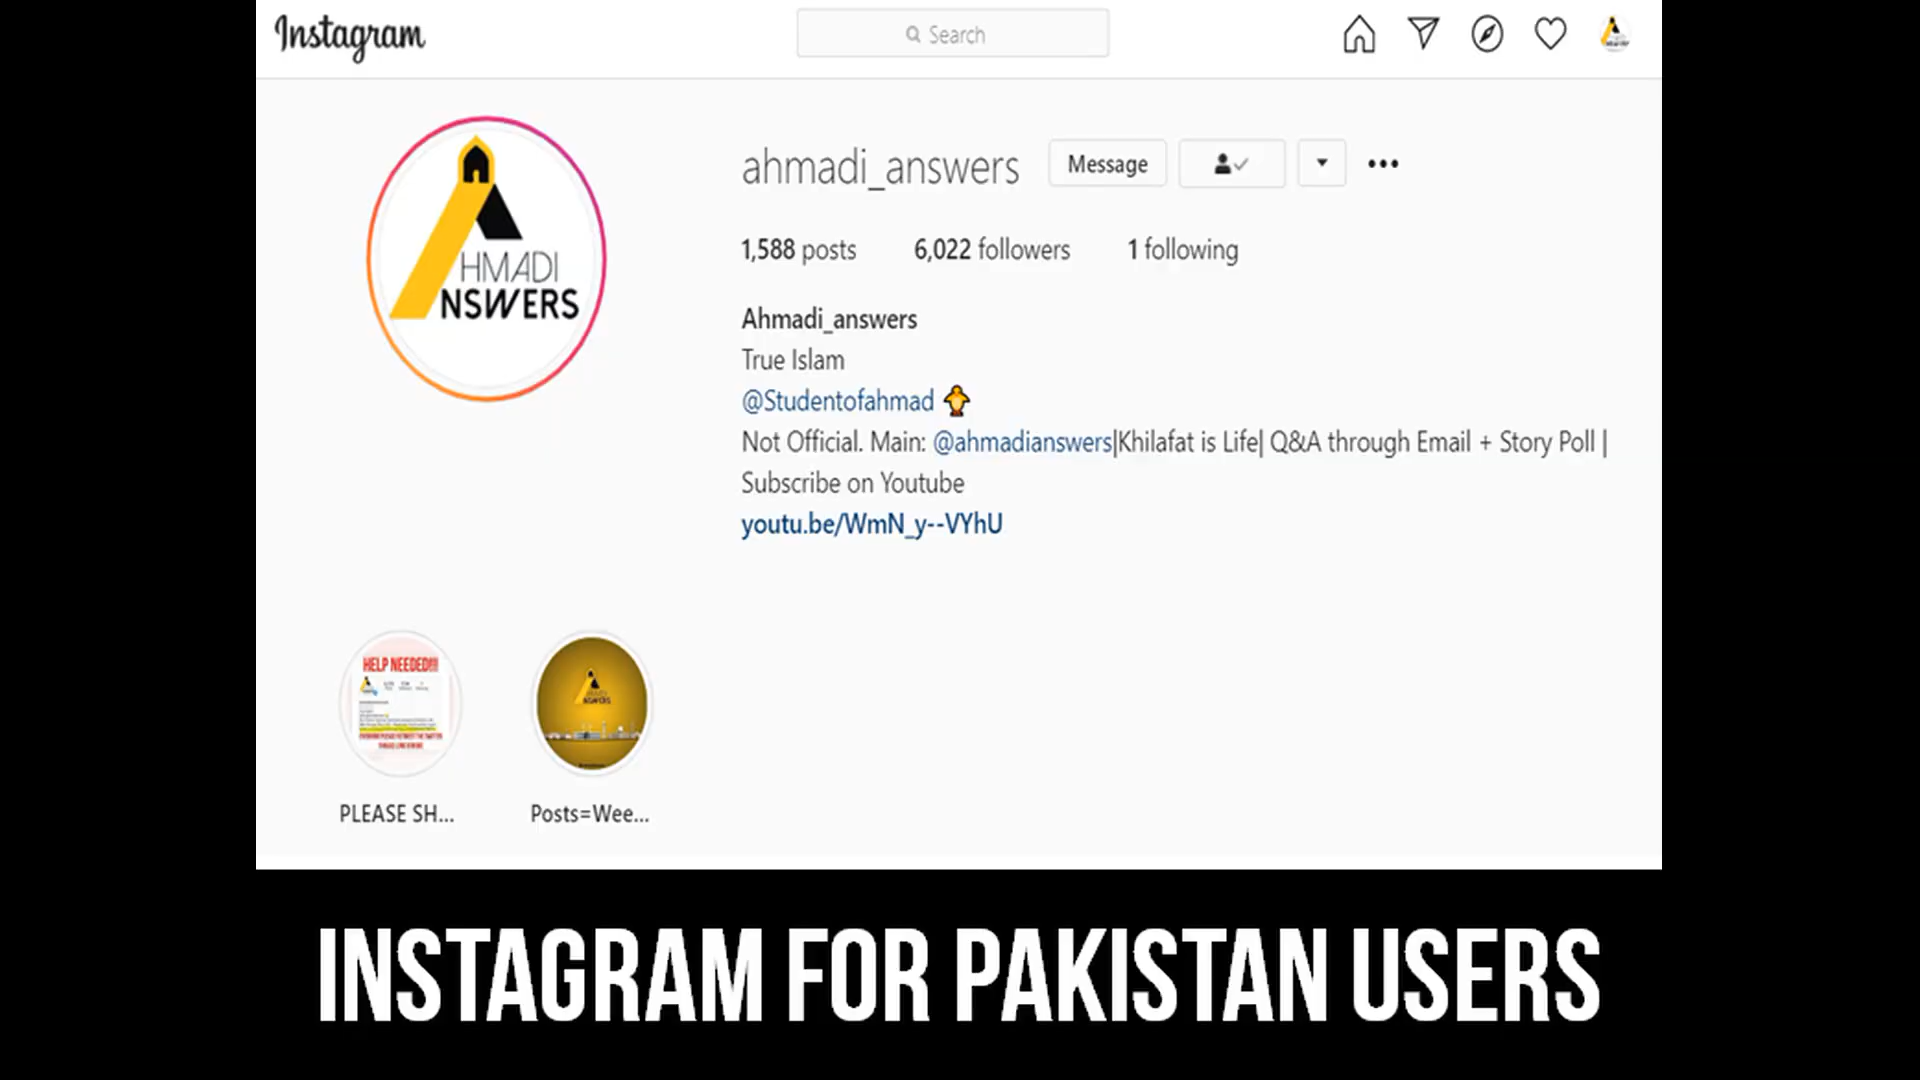 Instagram
Search
HMADI
NSWERS
ahmadi_answers
Message
1,588 posts 6,022 followers 1 following
Ahmadi_answers
True Islam
@Studentofahmad
Not Official. Main: @ahmadianswers|Khilafat is Life| Q&A through Email + Story Poll |
Subscribe on Youtube
youtu.be/WmN_y--VYhU
HELP NEEDED!!!
NSWERS
PLEASE SH...
Posts=Wee...
INSTAGRAM FOR PAKISTAN USERS